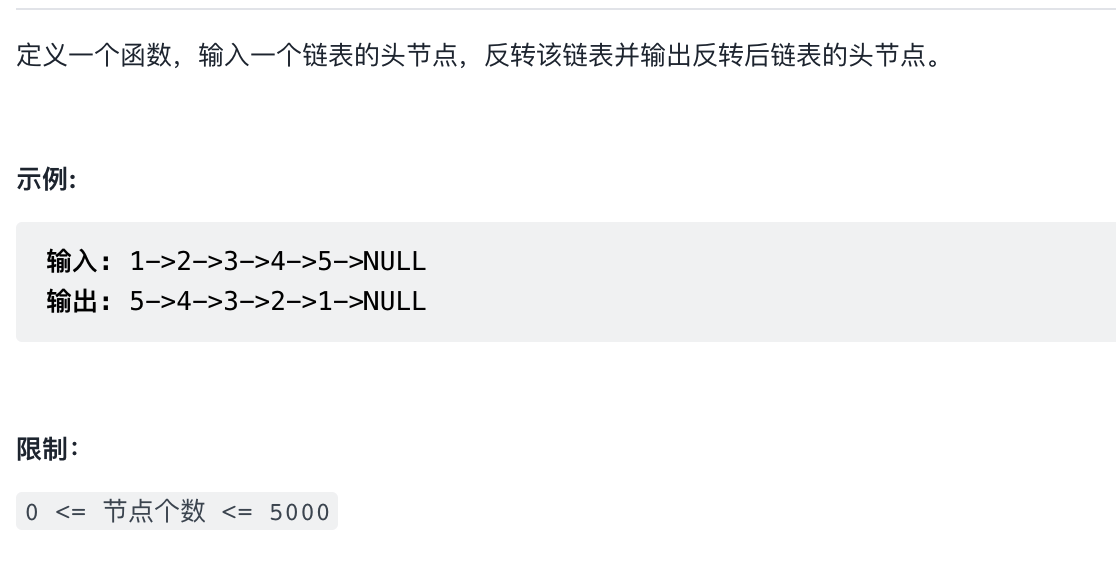 定义一个函数，输入一个链表的头节点，反转该链表并输出反转后链表的头节点。
示例:
输入: 1->2->3->4->5->NULL
输出: 5->4->3->2->1->NULL
限制：
0 <= 节点个数 <= 5000